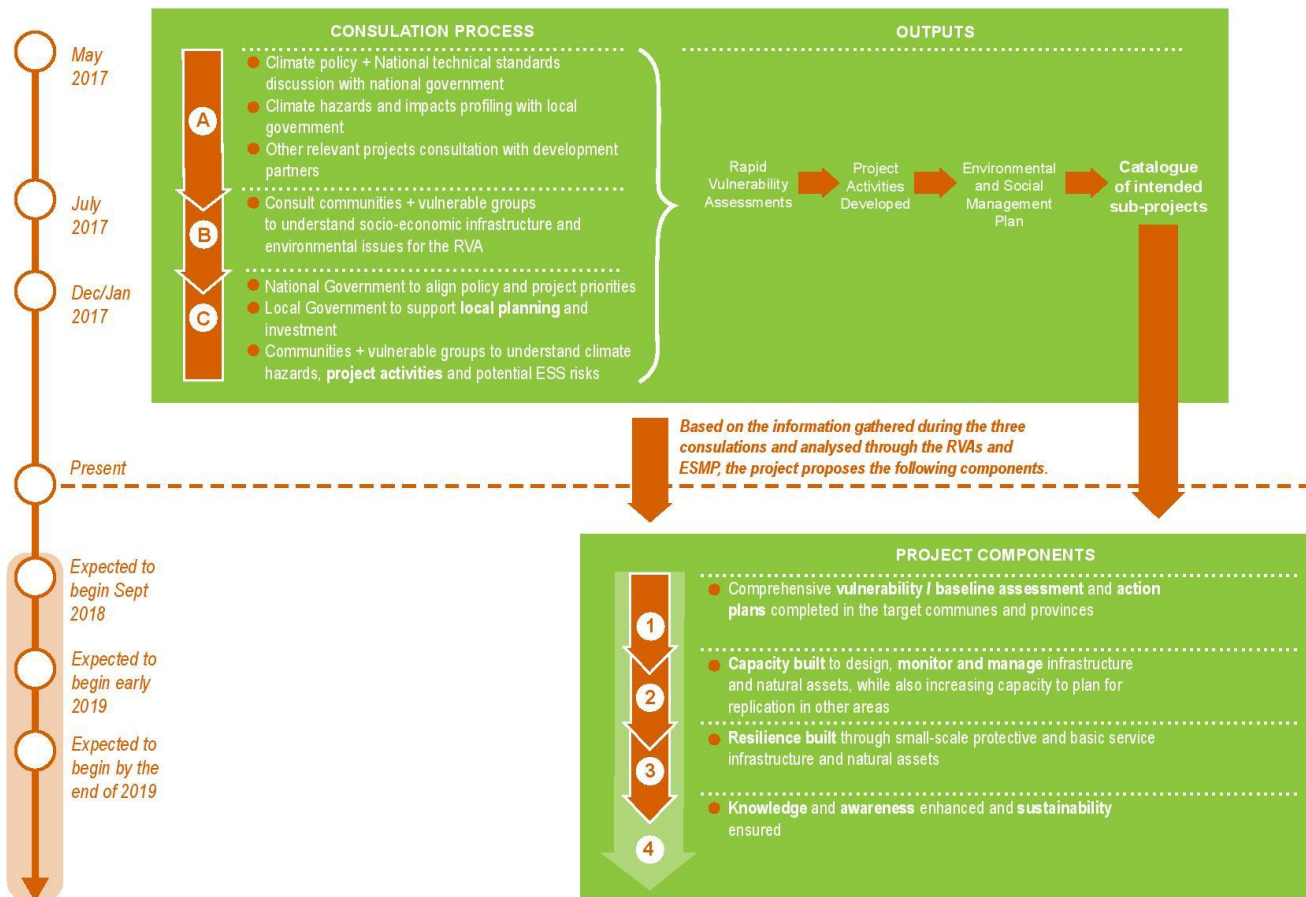 May
2017
July
2017
Dec/Jan
2017
Present
Expected to
begin Sept
2018
Expected to
begin early
2019
Expected to
begin by the
end of 2019
CONSULATION PROCESS
A
Climate policy + National technical standards
discussion with national government
Climate hazards and impacts profiling with local
government
Other relevant projects consultation with development
partners
B
Consult communities + vulnerable groups
to understand socio-economic infrastructure and
environmental issues for the RVA
C
National Government to align policy and project priorities
Local Government to support local planning and
investment
Communities + vulnerable groups to understand climate
hazards, project activities and potential ESS risks
OUTPUTS
Rapid
Vulnerability
Assessments
Project
Activities
Developed
Environmental
and Social
Management
Plan
Catalogue
of intended
sub-projects
Based on the information gathered during the three
consulations and analysed through the RVAs and
ESMP, the project proposes the following components.
PROJECT COMPONENTS
1
Comprehensive vulnerability / baseline assessment and action
plans completed in the target communes and provinces
2
Capacity built to design, monitor and manage infrastructure
and natural assets, while also increasing capacity to plan for
replication in other areas
3
Resilience built through small-scale protective and basic service
infrastructure and natural assets
4
Knowledge and awareness enhanced and sustainability
ensured